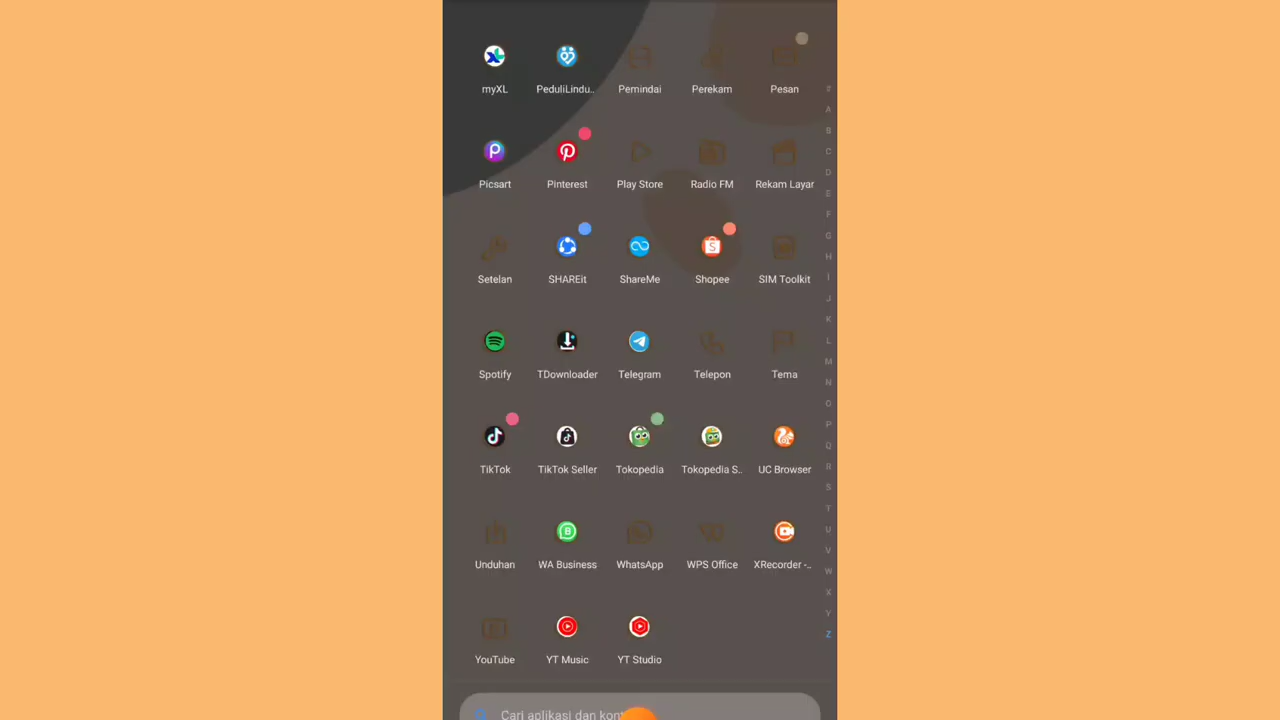 myXL PeduliLindu.. Pemindai Perekam Pesan
Picsart Pinterest Play Store Radio FM Rekam Layar
Setelan SHAREit ShareMe Shopee SIM Toolkit
Spotify TDownloader Telegram Telepon Tema
TikTok TikTok Seller Tokopedia Tokopedia S.. UC Browser
Unduhan WA Business WhatsApp WPS Office XRecorder -..
YouTube YT Music YT Studio
Cari aplikasi dan kont
#
A
B
C
D
E
F
G
H
I
J
K
L
M
N
O
P
Q
R
S
T
U
V
W
X
Y
Z